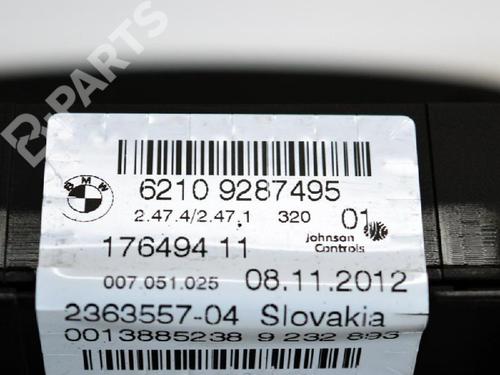 B-PARTS
BMW
6210 9287495
2.47.4/2.47.1 320 01
Johnson
Controls
176494 11
007.051.025 08.11.2012
2363557-04 Slovakia
0013885238 9 232 893